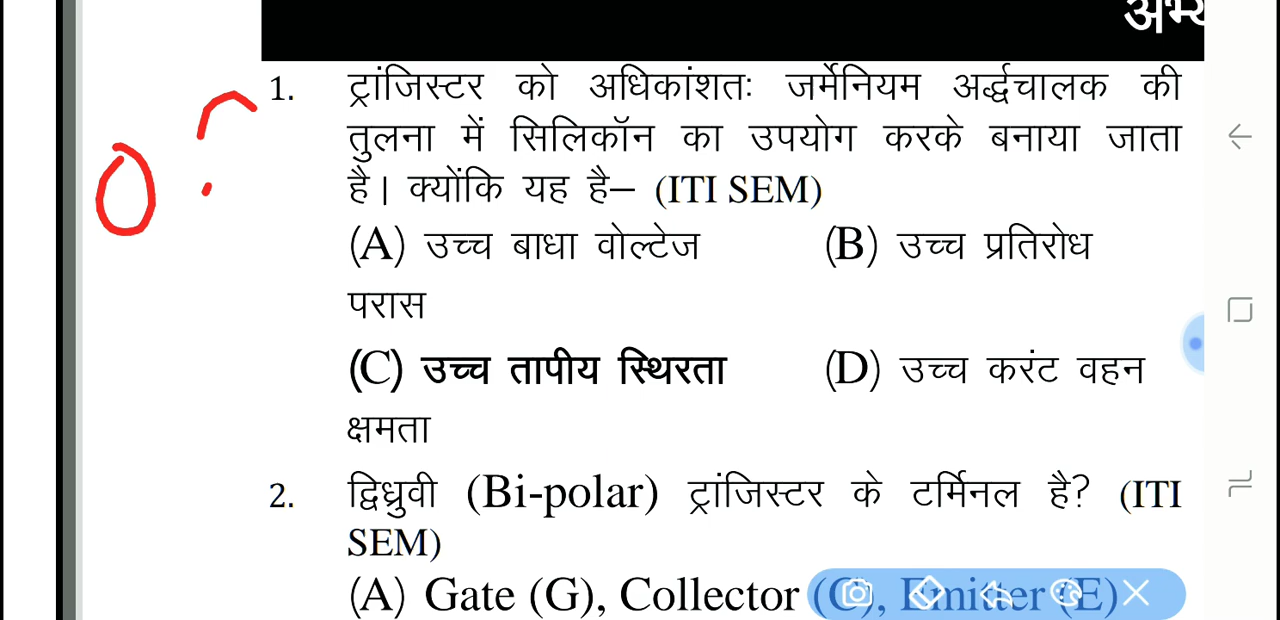 1. ट्रांजिस्टर को अधिकांशतः जर्मेनियम अर्द्धचालक की
तुलना में सिलिकॉन का उपयोग करके बनाया जाता
है। क्योंकि यह है– (ITI SEM)
(A) उच्च बाधा वोल्टेज (B) उच्च प्रतिरोध
परास
(C) उच्च तापीय स्थिरता (D) उच्च करंट वहन
क्षमता
2. द्विध्रुवी (Bi-polar) ट्रांजिस्टर के टर्मिनल है? (ITI
SEM)
(A) Gate (G), Collector (C), Emitter (E)